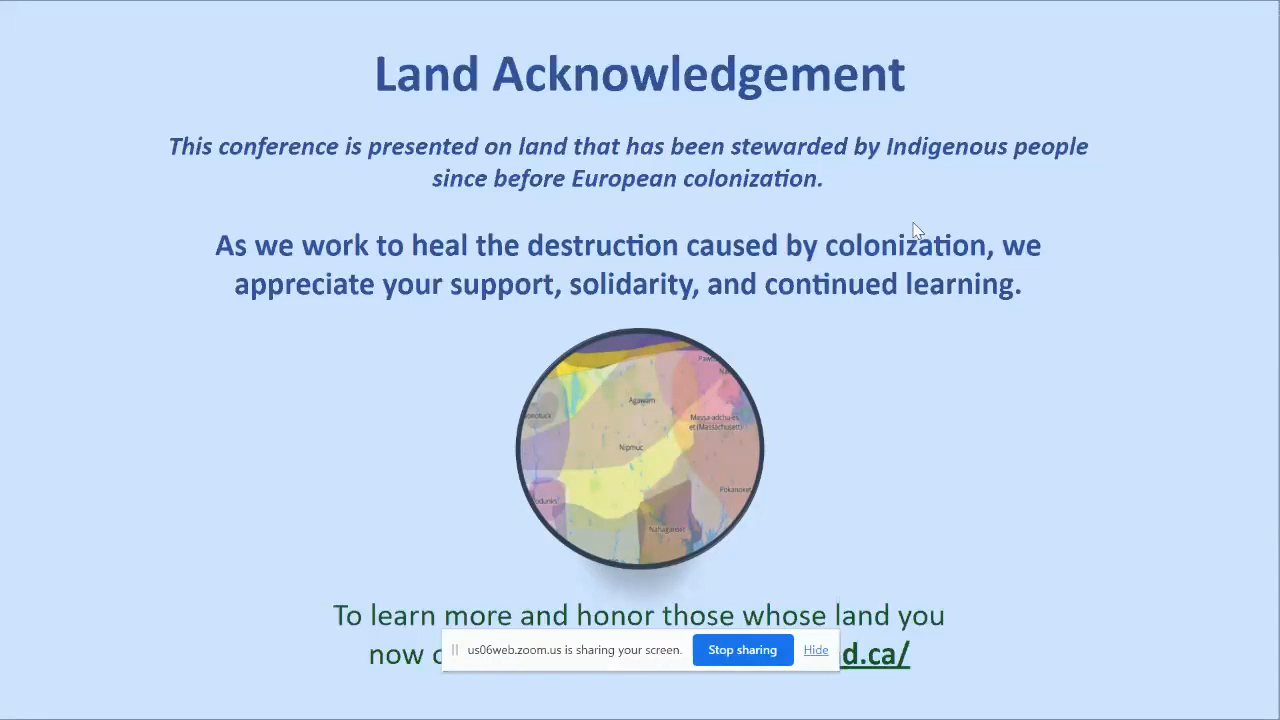 Land Acknowledgement
This conference is presented on land that has been stewarded by Indigenous people
since before European colonization.
As we work to heal the destruction caused by colonization, we
appreciate your support, solidarity, and continued learning.
Agawam
Massa-adchu-es-
et (Massachusett)
Nipmuc
Pokanoket
Nahaganset
To learn more and honor those whose land you
now
us06web.zoom.us is sharing your screen.
Stop sharing
Hide
d.ca/